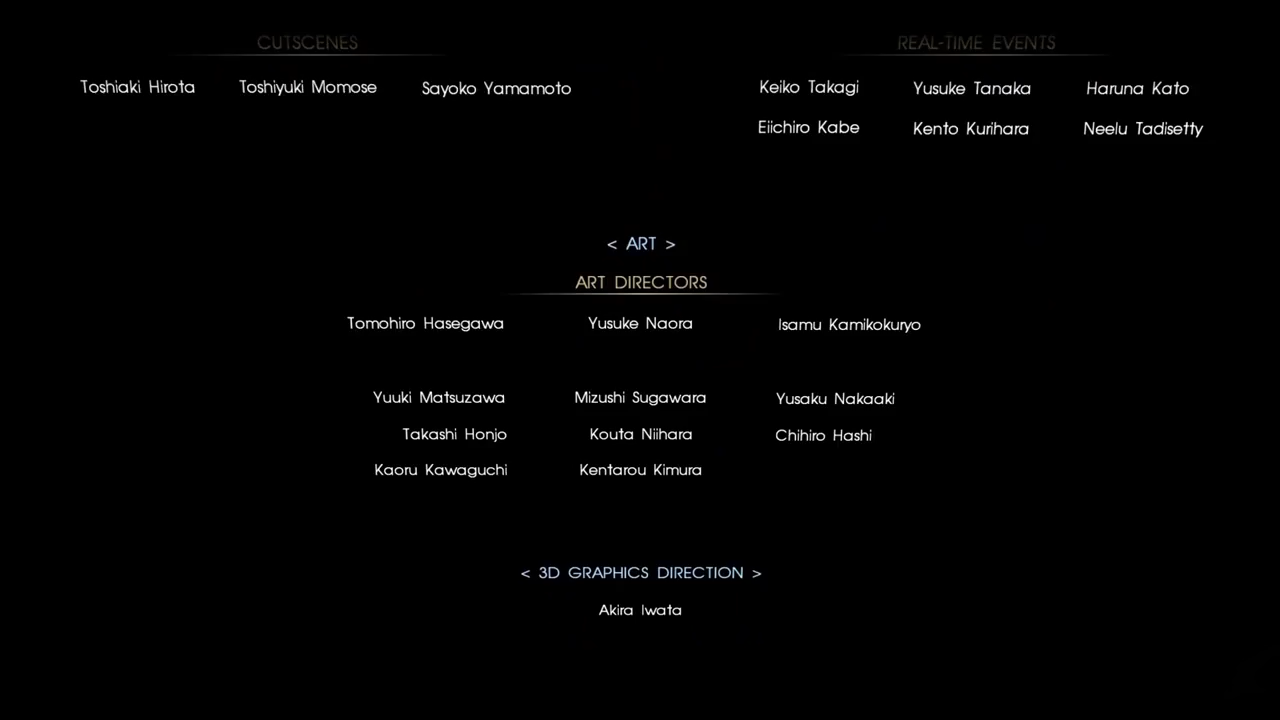 CUTSCENES
Toshiaki Hirota Toshiyuki Momose Sayoko Yamamoto
REAL-TIME EVENTS
Keiko Takagi Yusuke Tanaka Haruna Kato
Eiichiro Kabe Kento Kurihara Neelu Tadisetty
< ART >
ART DIRECTORS
Tomohiro Hasegawa Yusuke Naora Isamu Kamikokuryo
Yuuki Matsuzawa Mizushi Sugawara Yusaku Nakaaki
Takashi Honjo Kouta Niihara Chihiro Hashi
Kaoru Kawaguchi Kentarou Kimura
< 3D GRAPHICS DIRECTION >
Akira Iwata